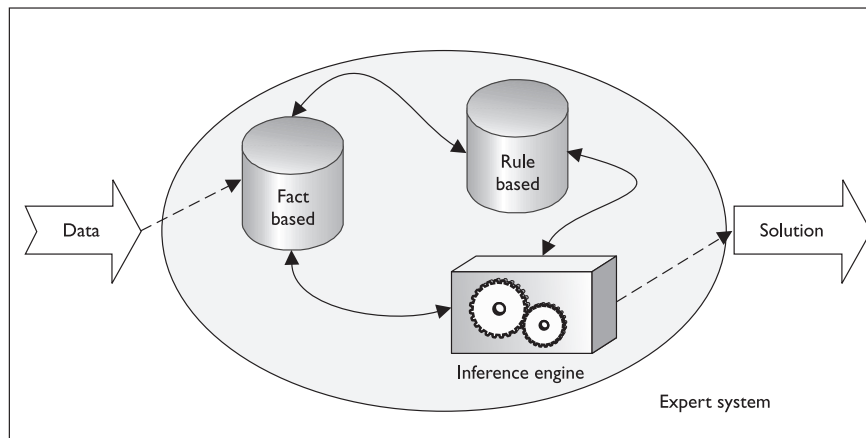 Data
Fact
based
Rule
based
Inference engine
Solution
Expert system